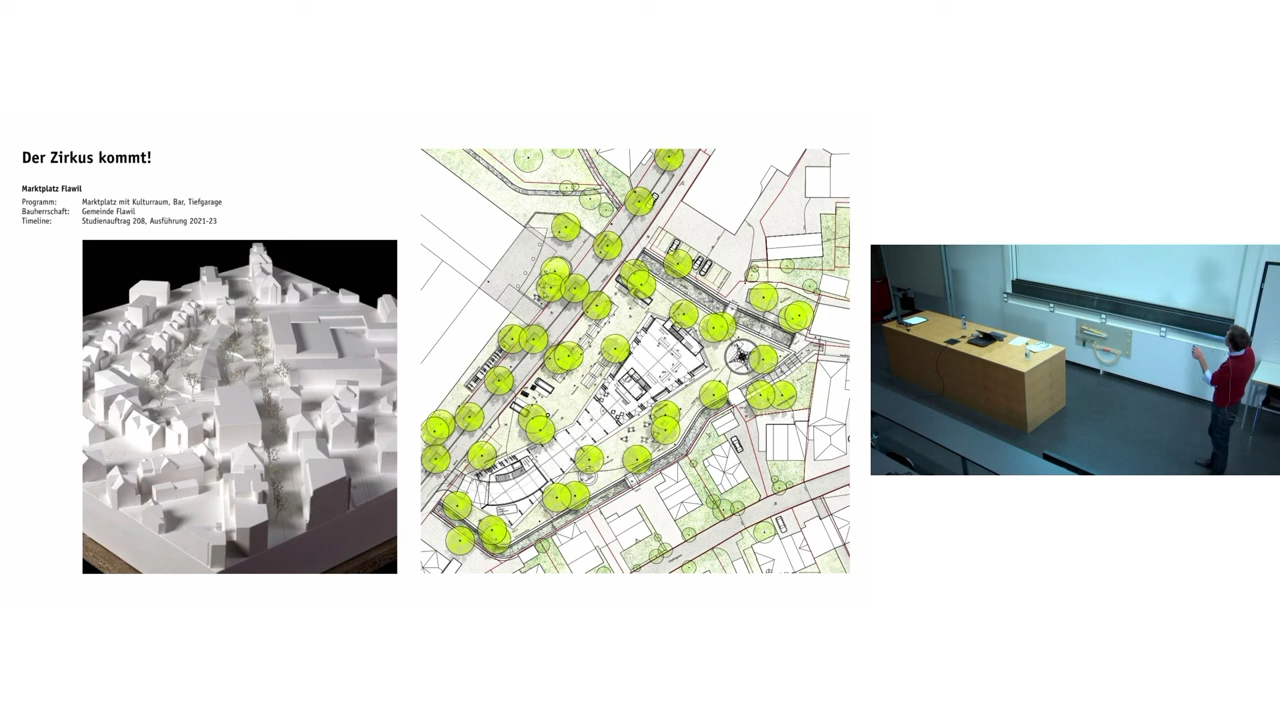 Der Zirkus kommt!
Marktplatz Flawil
Programm: Marktplatz mit Kulturraum, Bar, Tiefgarage
Bauherrschaft: Gemeinde Flawil
Timeline: Studienauftrag 208, Ausführung 2021-23